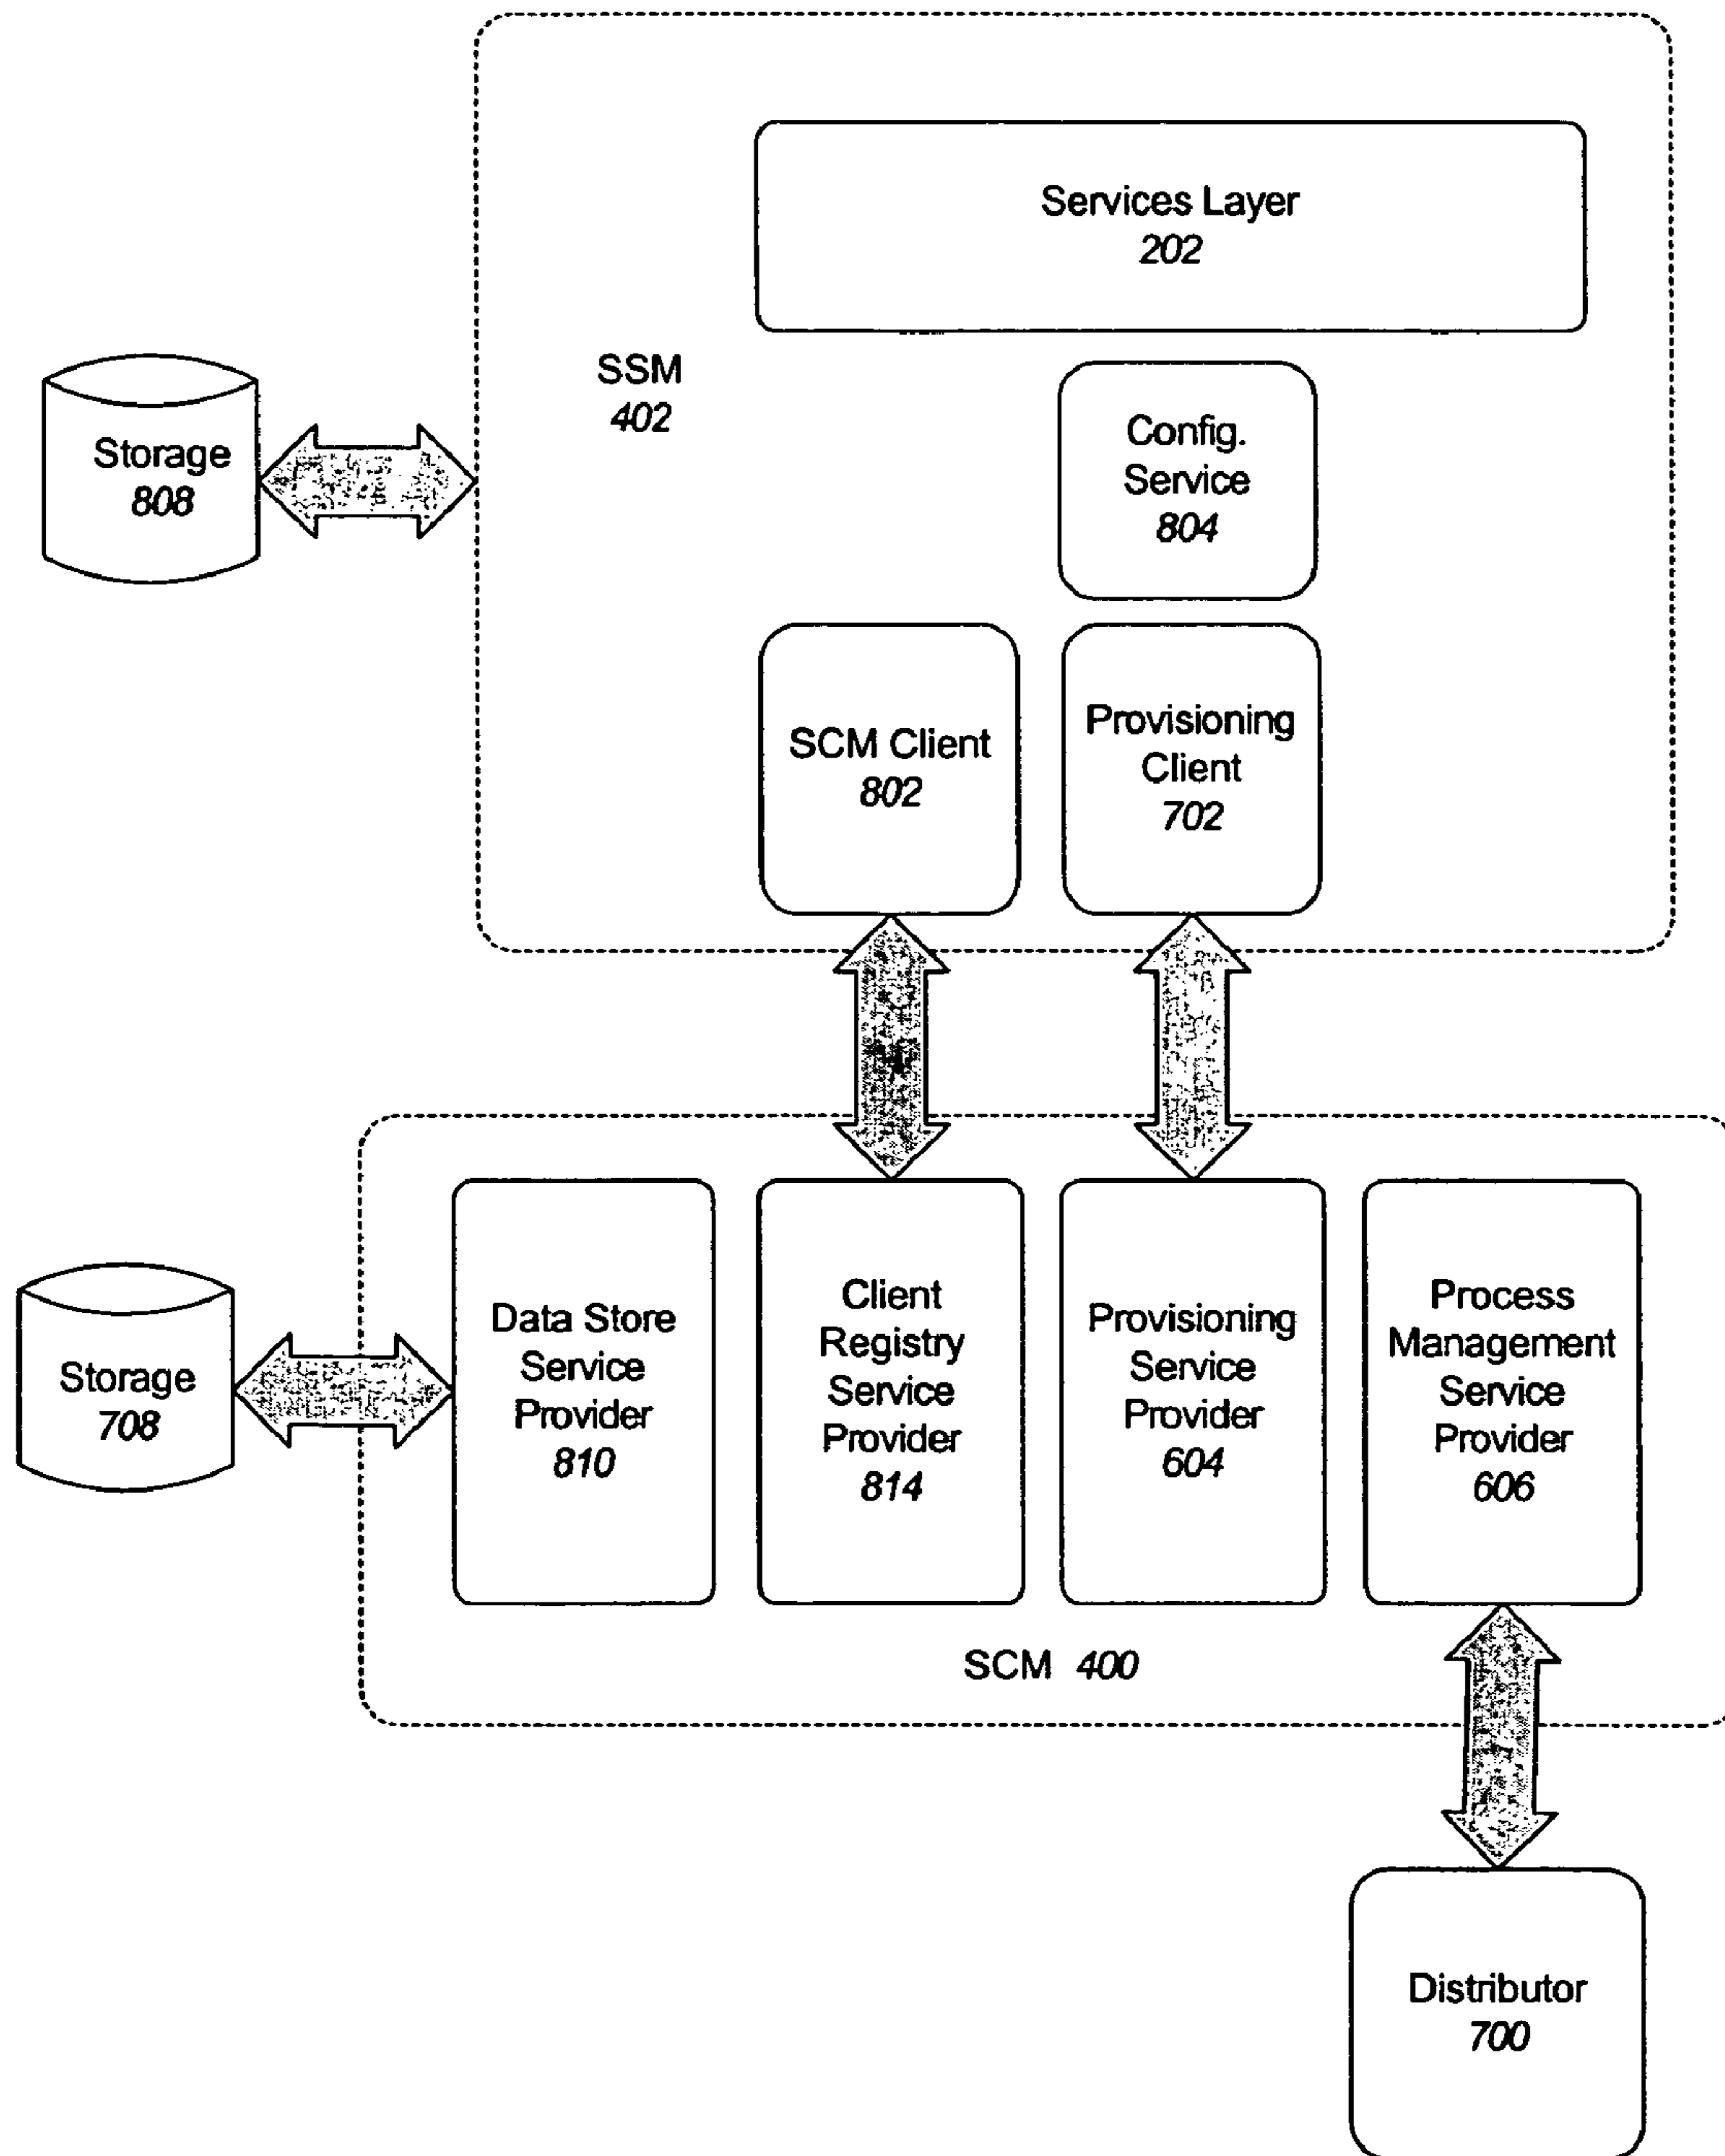 Services Layer
202
SSM
402
Storage
808
Config.
Service
804
SCM Client
802
Provisioning
Client
702
Storage
708
Data Store
Service
Provider
810
Client
Registry
Service
Provider
814
Provisioning
Service
Provider
604
Process
Management
Service
Provider
606
SCM 400
Distributor
700